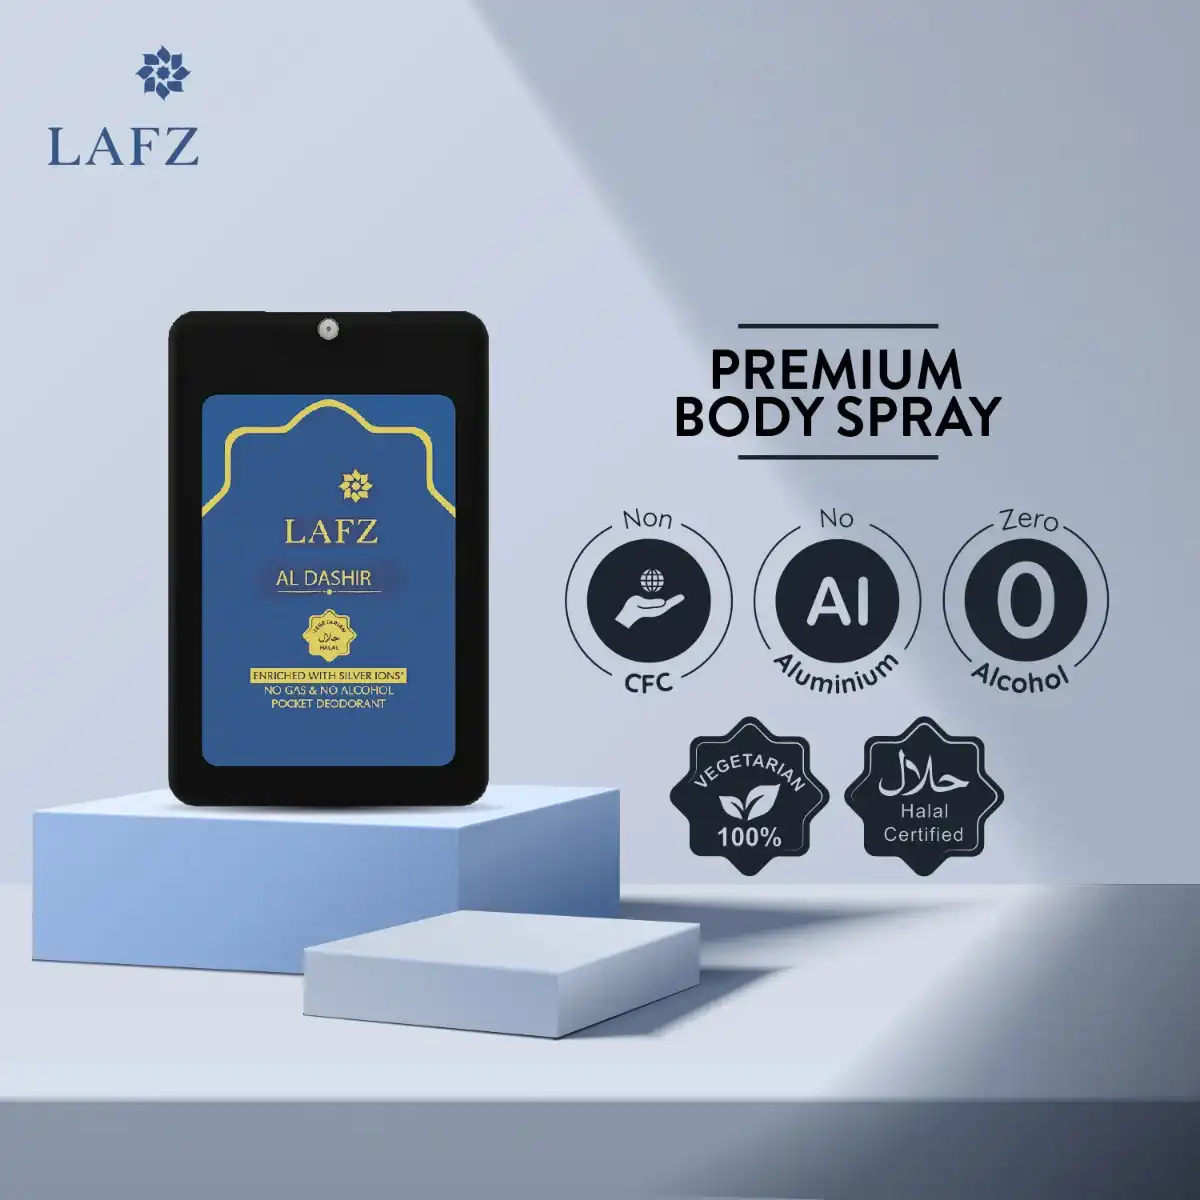 LAFZ
LAFZ
AL DASHIR
VEGETARIAN
حلال
HALAL
ENRICHED WITH SILVER IONS*
NO GAS & NO ALCOHOL
POCKET DEODORANT
PREMIUM
BODY SPRAY
Non
CFC
No
Al
Aluminium
Zero
0
Alcohol
VEGETARIAN
100%
حلال
Halal
Certified